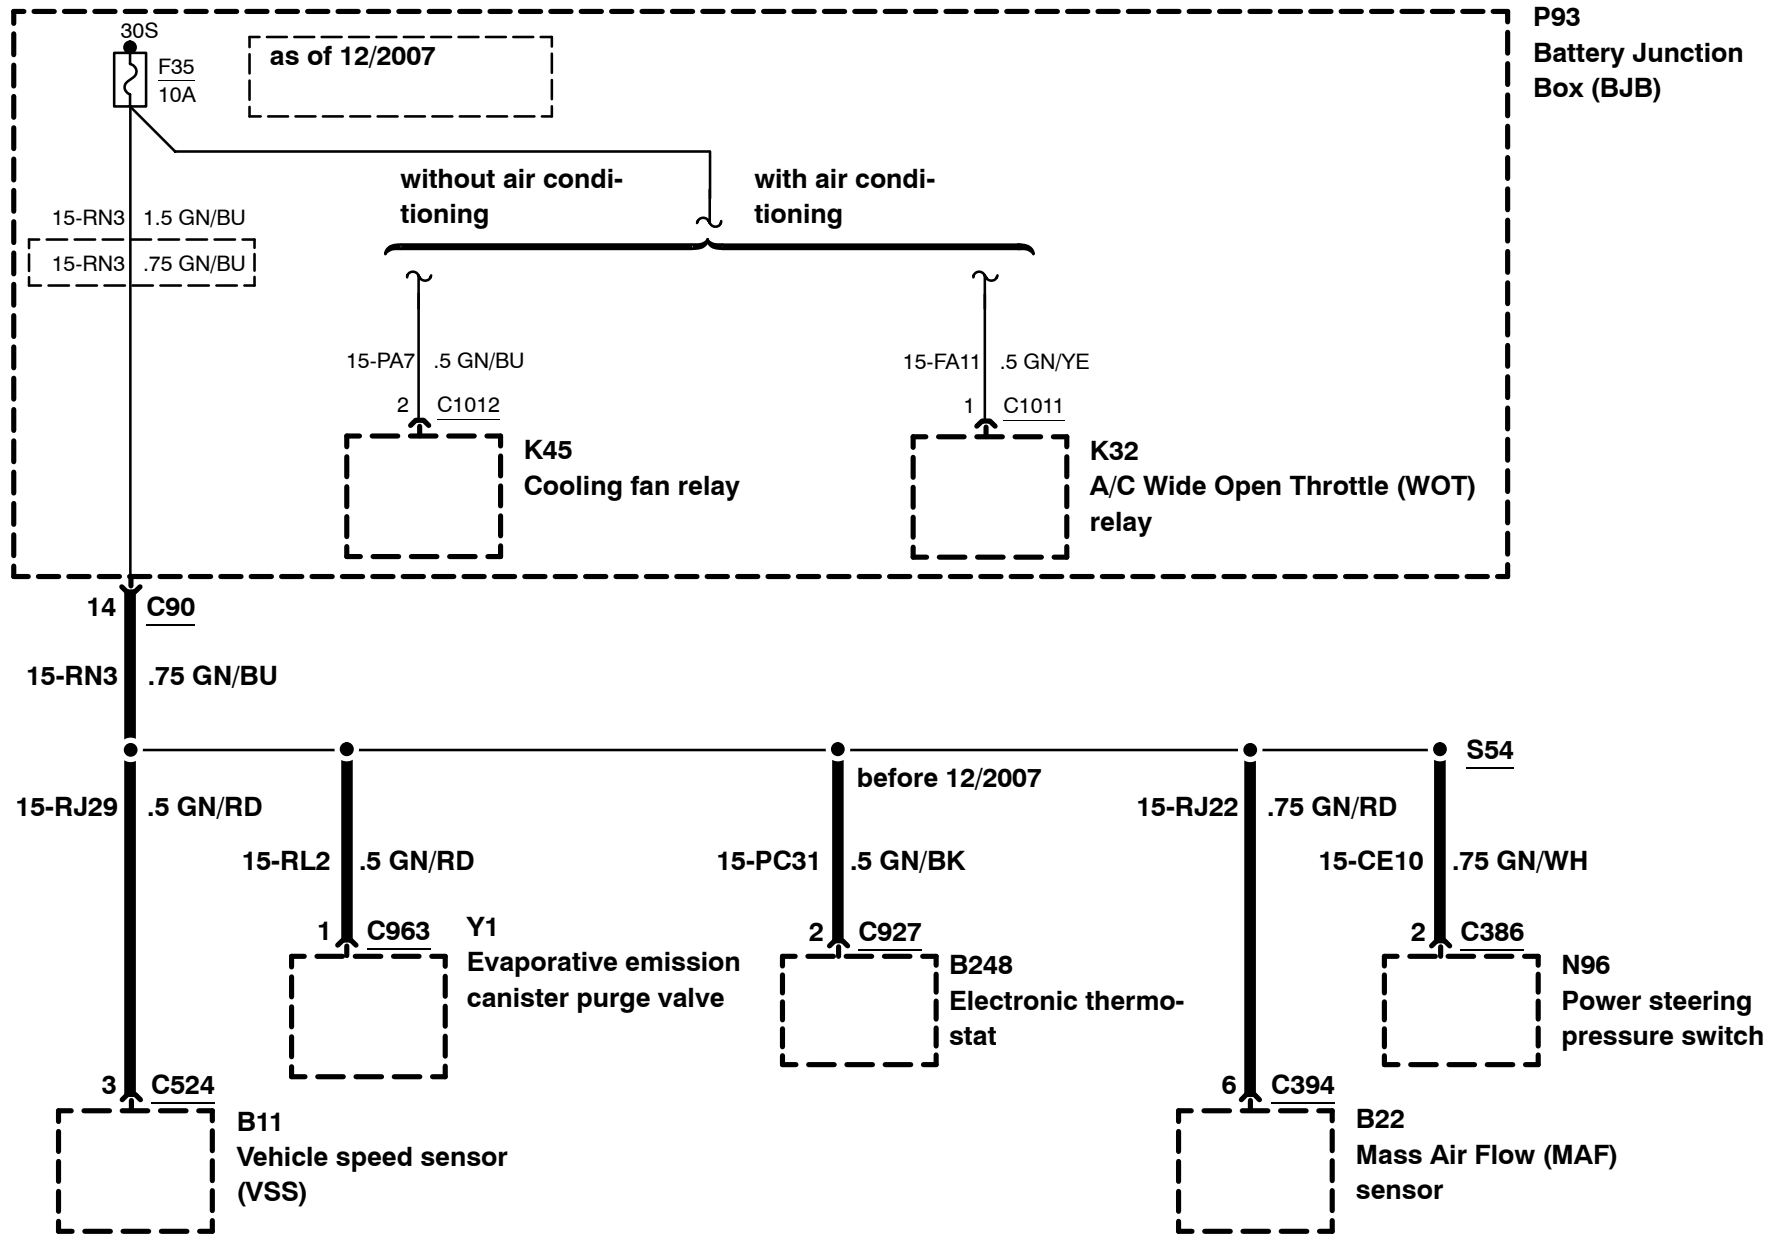 P93
Battery Junction
Box (BJB)
30S
F35
10A
as of 12/2007
without air condi-
tioning
with air condi-
tioning
15-RN3 1.5 GN/BU
15-RN3 .75 GN/BU
15-PA7 .5 GN/BU
15-FA11 .5 GN/YE
2 C1012
1 C1011
K45
Cooling fan relay
K32
A/C Wide Open Throttle (WOT)
relay
14 C90
15-RN3 .75 GN/BU
S54
before 12/2007
15-RJ29 .5 GN/RD
15-RJ22 .75 GN/RD
15-RL2 .5 GN/RD
15-PC31 .5 GN/BK
15-CE10 .75 GN/WH
1 C963
Y1
Evaporative emission
canister purge valve
2 C927
B248
Electronic thermo-
stat
2 C386
N96
Power steering
pressure switch
3 C524
B11
Vehicle speed sensor
(VSS)
6 C394
B22
Mass Air Flow (MAF)
sensor